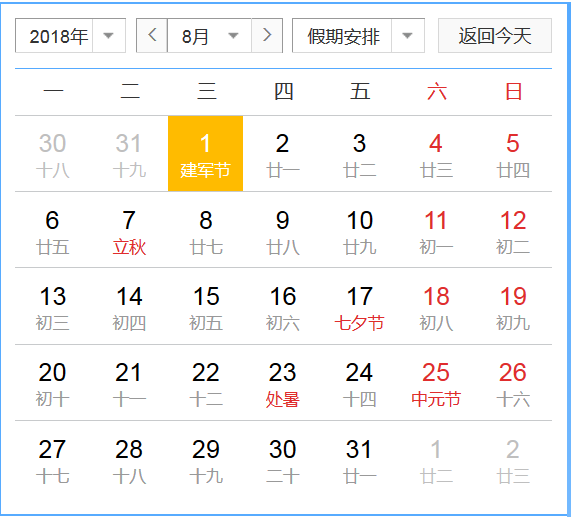 2018年 8月 假期安排 返回今天
一 二 三 四 五 六 日
30 31 1 2 3 4 5
十八 十九 建军节 廿一 廿二 廿三 廿四
6 7 8 9 10 11 12
廿五 立秋 廿七 廿八 廿九 初一 初二
13 14 15 16 17 18 19
初三 初四 初五 初六 七夕节 初八 初九
20 21 22 23 24 25 26
初十 十一 十二 处暑 十四 中元节 十六
27 28 29 30 31 1 2
十七 十八 十九 二十 廿一 廿二 廿三